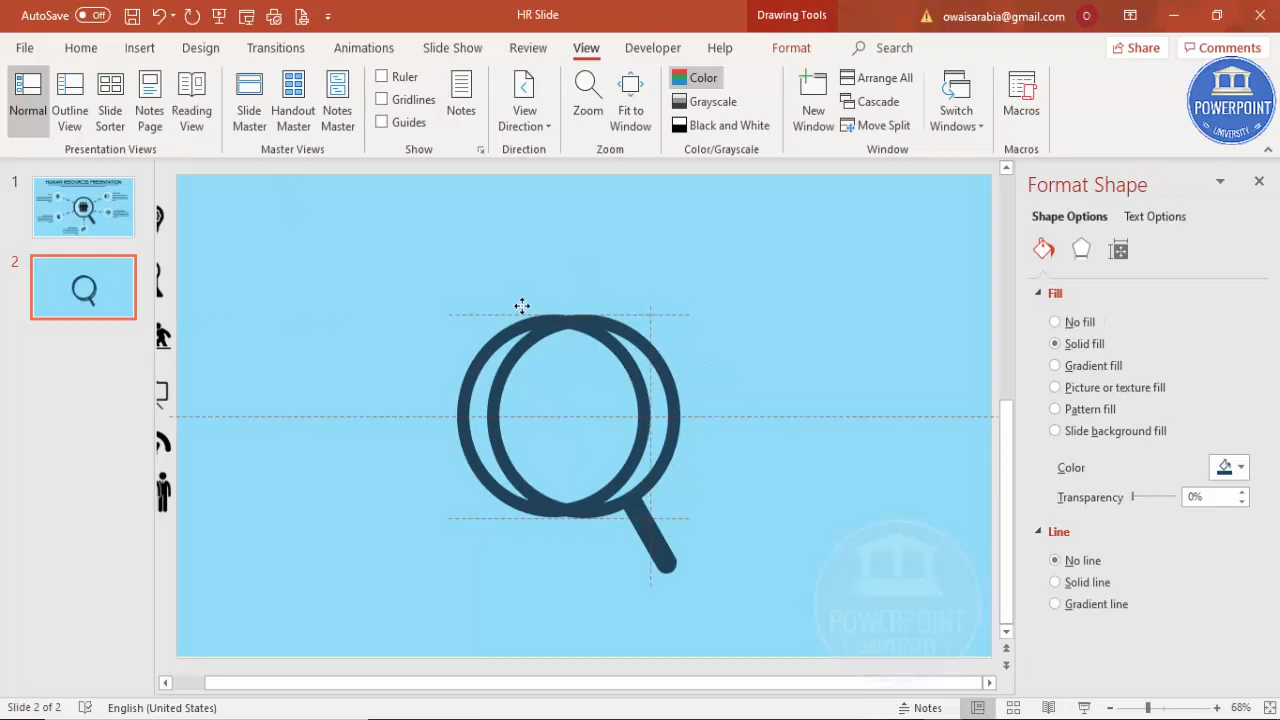 AutoSave Off HR Slide Drawing Tools owaisarabia@gmail.com
File Home Insert Design Transitions Animations Slide Show Review View Developer Help Format Search Share Comments
Normal Outline View Slide Sorter Notes Page Reading View
Presentation Views
Slide Master Handout Master Notes Master
Master Views
Ruler
Gridlines
Guides
Notes
Show
View Direction
Direction
Zoom Fit to Window
Zoom
Color
Grayscale
Black and White
Color/Grayscale
New Window
Arrange All
Cascade
Move Split
Switch Windows
Window
Macros
Macros
POWERPOINT
UNIVERSITY
1
HUMAN RESOURCES PRESENTATION
2
Format Shape
Shape Options Text Options
Fill
No fill
Solid fill
Gradient fill
Picture or texture fill
Pattern fill
Slide background fill
Color
Transparency 0%
Line
No line
Solid line
Gradient line
POWERPOINT
UNIVERSITY
Slide 2 of 2 English (United States) Notes 68%